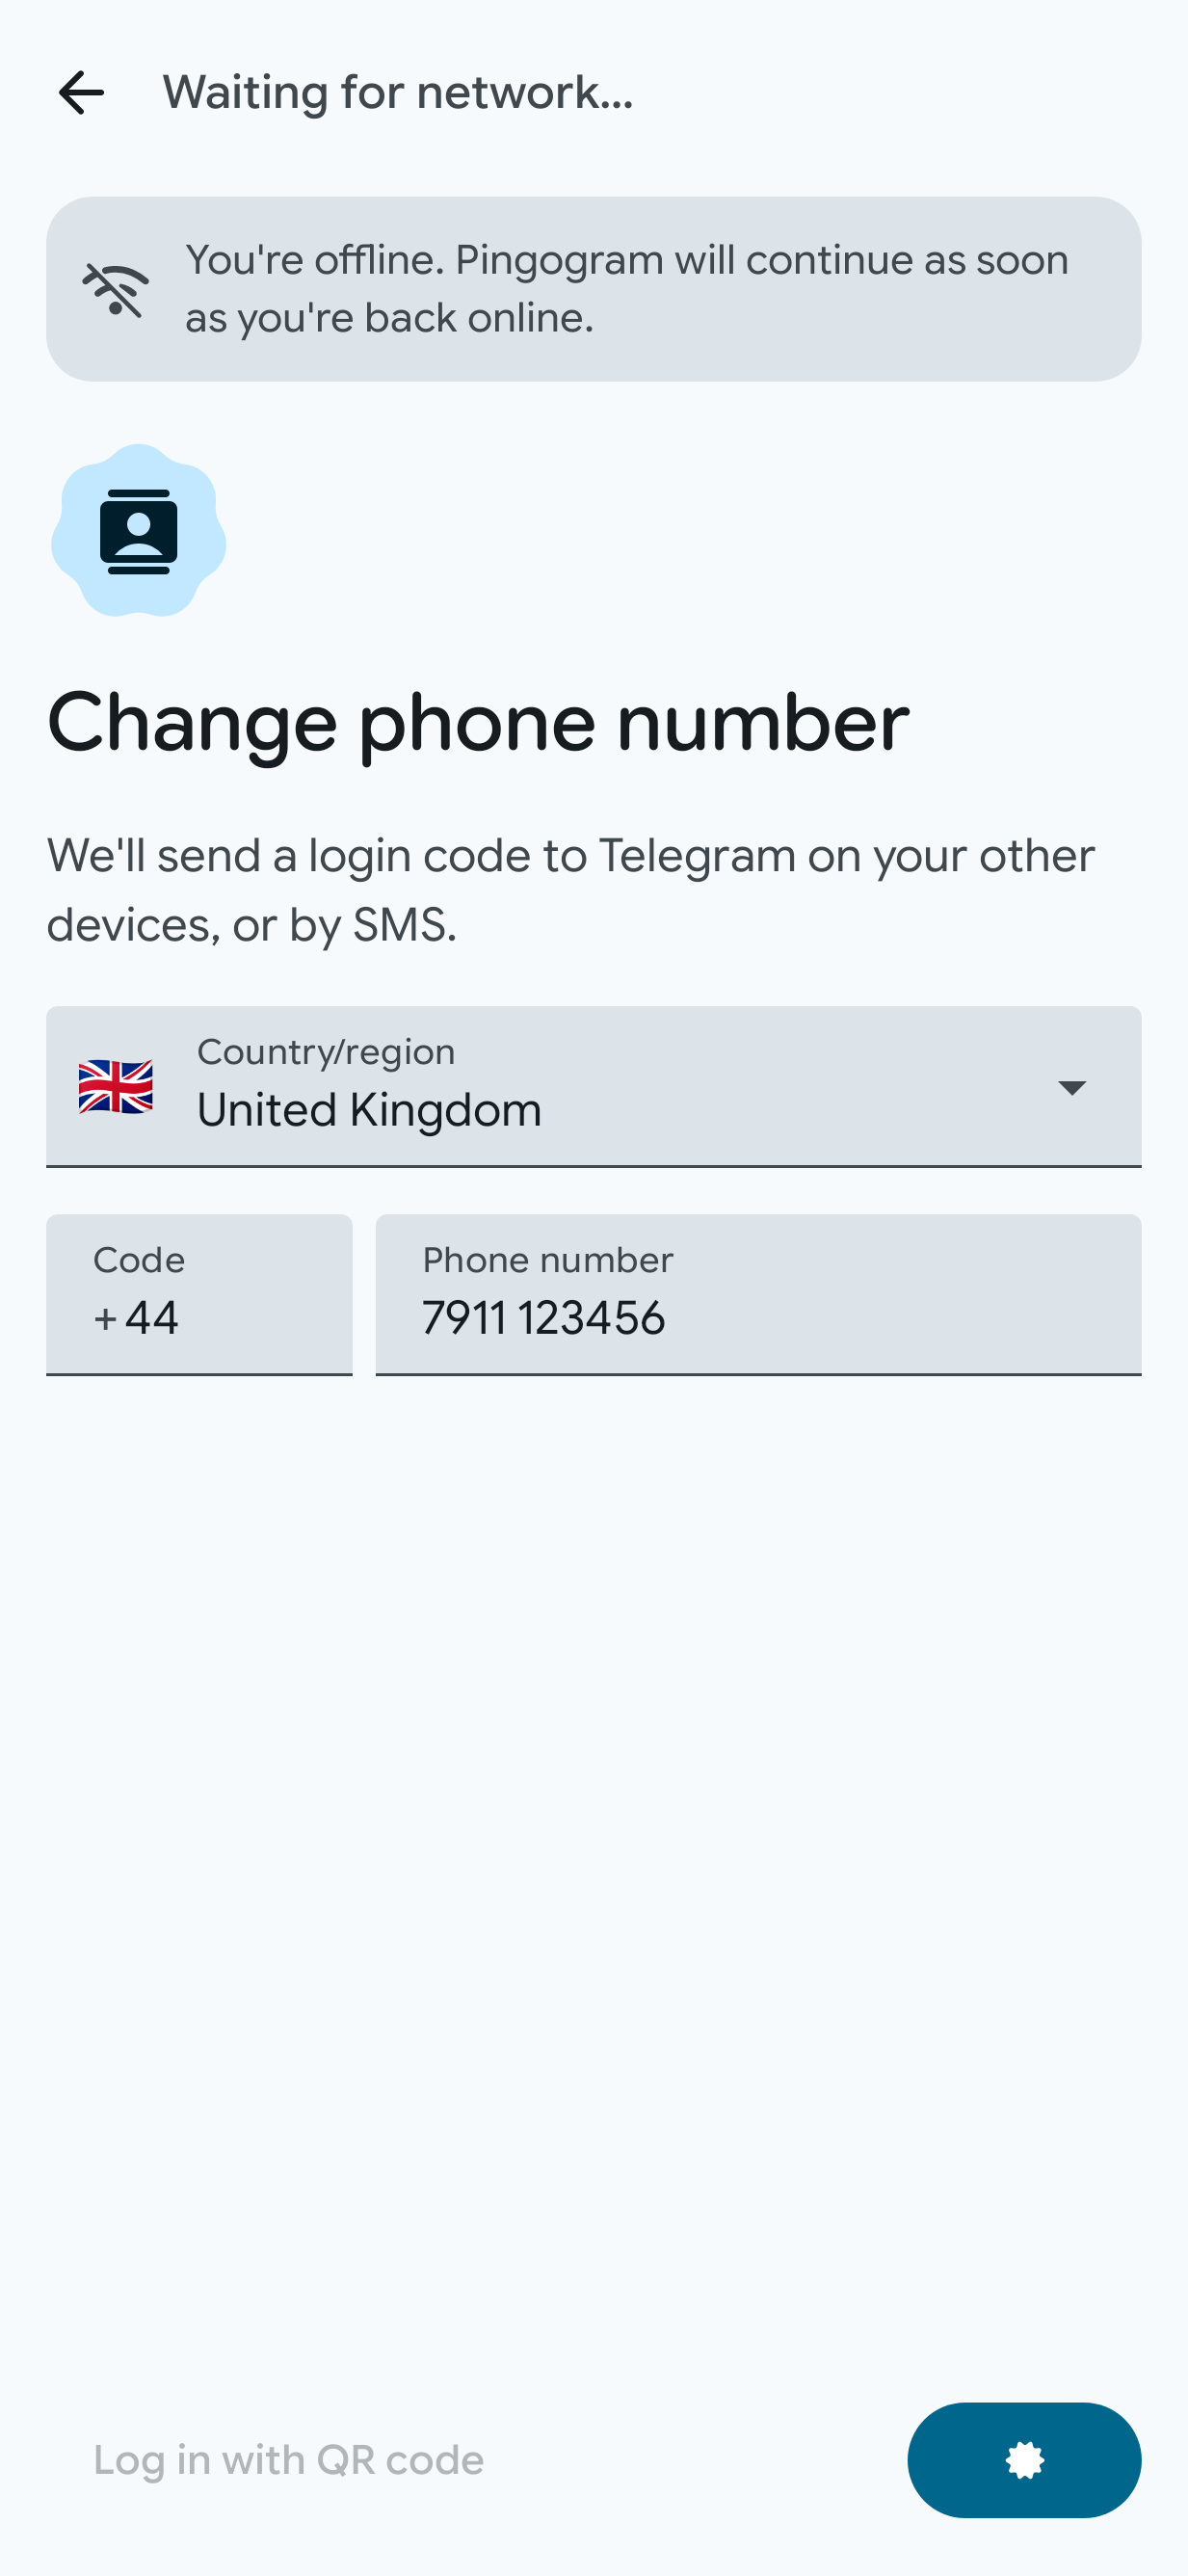 Waiting for network...
You're offline. Pingogram will continue as soon
as you're back online.
Change phone number
We'll send a login code to Telegram on your other
devices, or by SMS.
Country/region
United Kingdom
Code
+44
Phone number
7911 123456
Log in with QR code